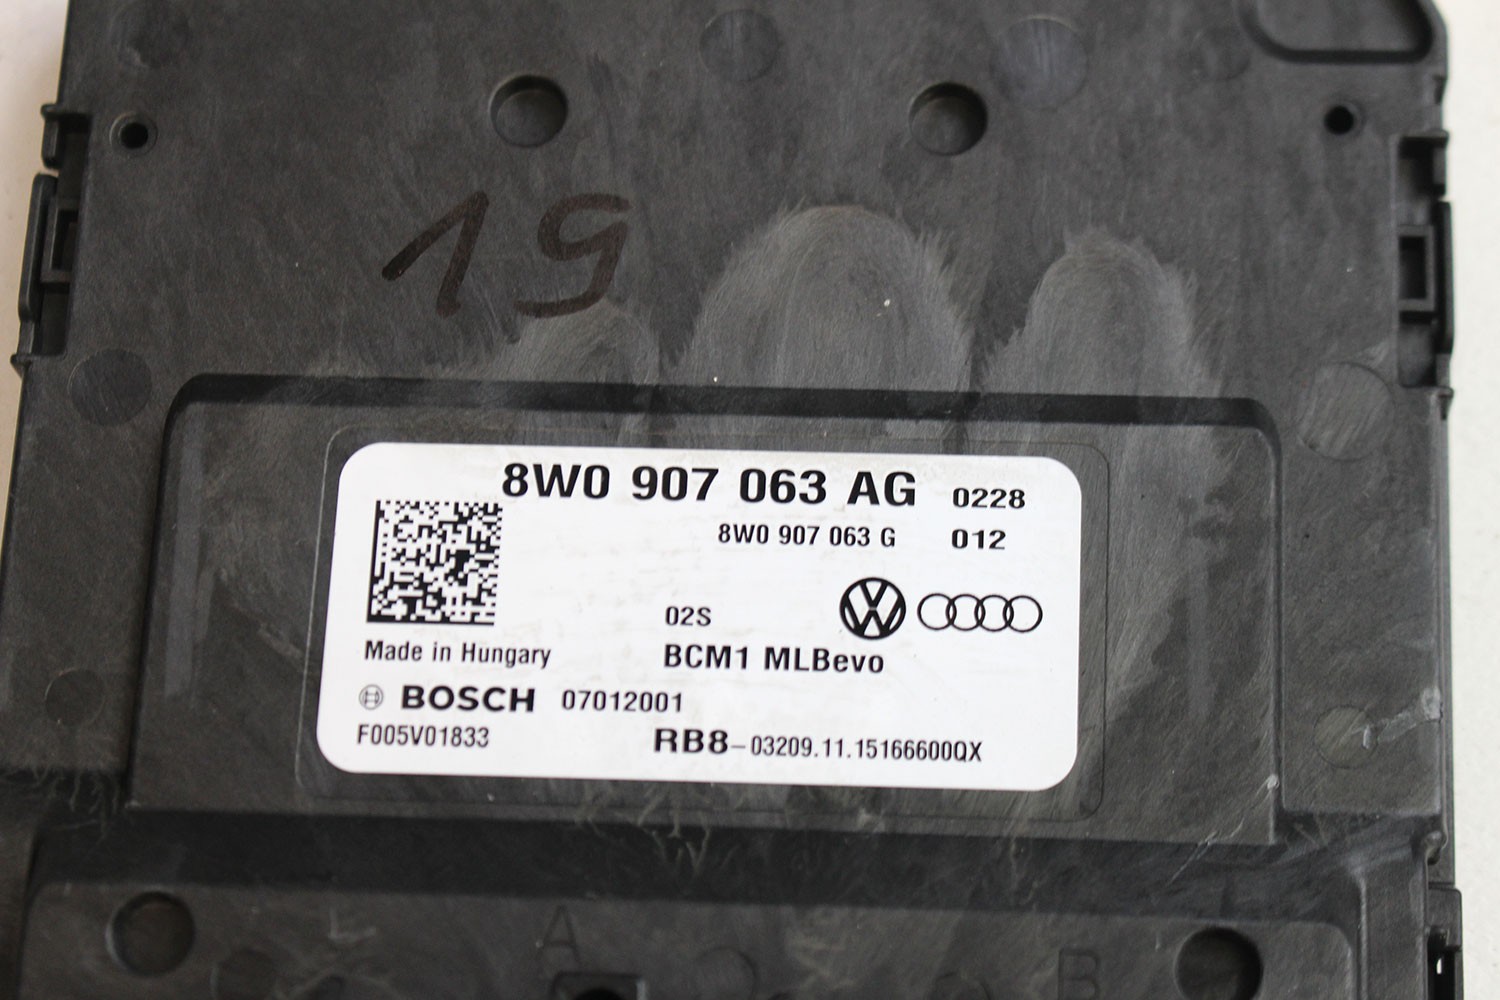 15
8W0 907 063 AG 0228
8W0 907 063 G 012
02S
Made in Hungary BCM1 MLBevo
BOSCH 07012001
F005V01833 RB8-03209.11.15166600QX
A
B